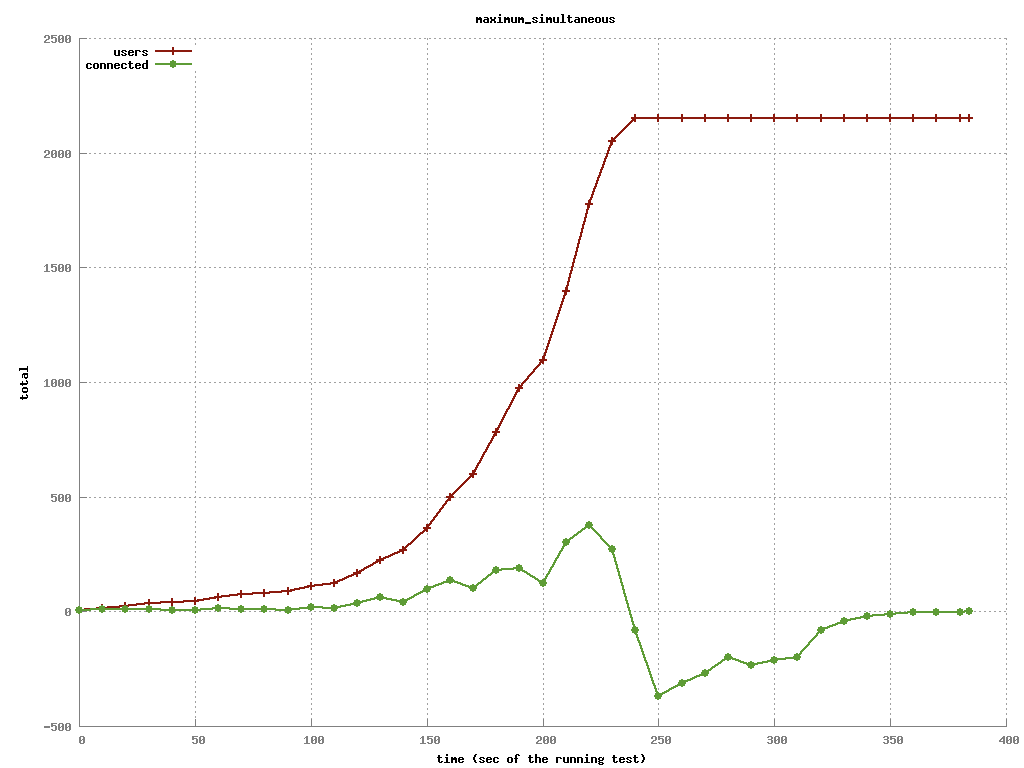 maximum_simultaneous
2500
users
connected
2000
1500
1000
total
500
0
-500
0 50 100 150 200 250 300 350 400
time (sec of the running test)